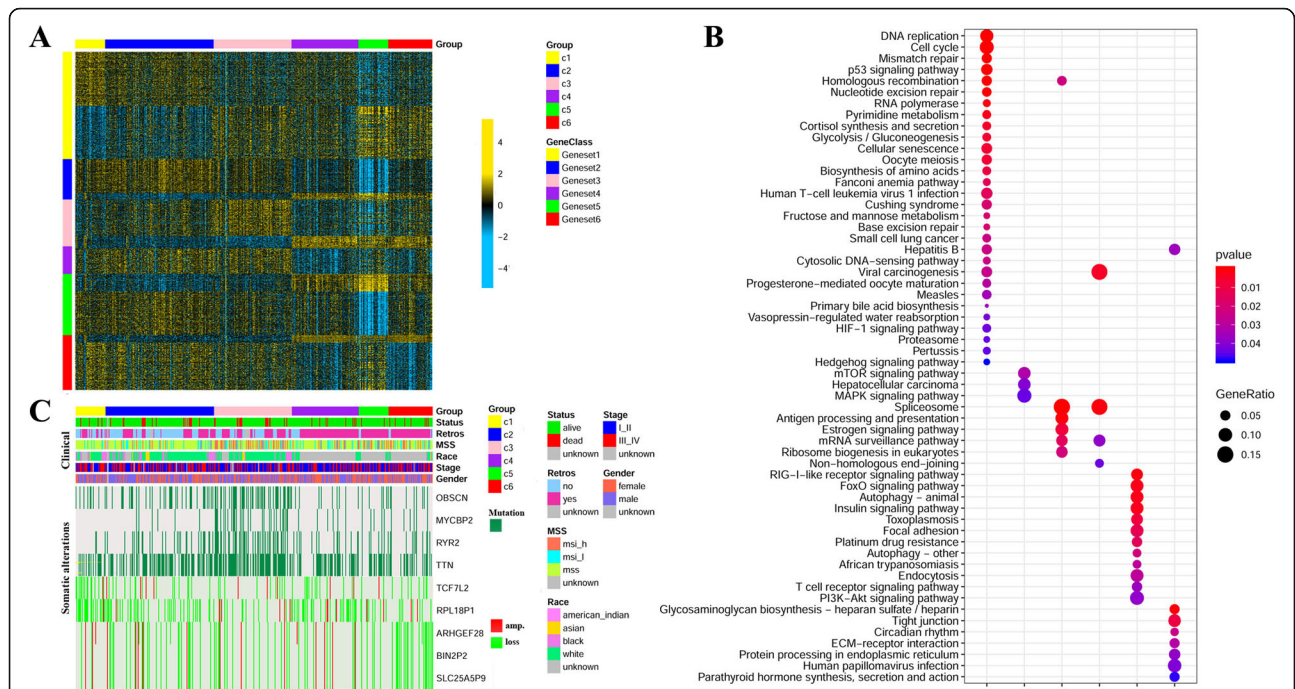 A
Group
Group
c1
c2
c3
c4
c5
c6
GeneClass
Geneset1
Geneset2
Geneset3
Geneset4
Geneset5
Geneset6
4
2
0
−2
−4
B
DNA replication
Cell cycle
Mismatch repair
p53 signaling pathway
Homologous recombination
Nucleotide excision repair
RNA polymerase
Pyrimidine metabolism
Cortisol synthesis and secretion
Glycolysis / Gluconeogenesis
Cellular senescence
Oocyte meiosis
Biosynthesis of amino acids
Fanconi anemia pathway
Human T−cell leukemia virus 1 infection
Cushing syndrome
Fructose and mannose metabolism
Base excision repair
Small cell lung cancer
Hepatitis B
Cytosolic DNA−sensing pathway
Viral carcinogenesis
Progesterone−mediated oocyte maturation
Measles
Primary bile acid biosynthesis
Vasopressin−regulated water reabsorption
HIF−1 signaling pathway
Proteasome
Pertussis
Hedgehog signaling pathway
mTOR signaling pathway
Hepatocellular carcinoma
MAPK signaling pathway
Spliceosome
Antigen processing and presentation
Estrogen signaling pathway
mRNA surveillance pathway
Ribosome biogenesis in eukaryotes
Non−homologous end−joining
RIG−I−like receptor signaling pathway
FoxO signaling pathway
Autophagy − animal
Insulin signaling pathway
Toxoplasmosis
Focal adhesion
Platinum drug resistance
Autophagy − other
African trypanosomiasis
Endocytosis
T cell receptor signaling pathway
PI3K−Akt signaling pathway
Glycosaminoglycan biosynthesis − heparan sulfate / heparin
Tight junction
Circadian rhythm
ECM−receptor interaction
Protein processing in endoplasmic reticulum
Human papillomavirus infection
Parathyroid hormone synthesis, secretion and action
pvalue
0.01
0.02
0.03
0.04
GeneRatio
0.05
0.10
0.15
C
Clinical
Somatic alterations
Group
Status
Retros
MSS
Race
Stage
Gender
OBSCN
MYCBP2
RYR2
TTN
TCF7L2
RPL18P1
ARHGEF28
BIN2P2
SLC25A5P9
Group
c1
c2
c3
c4
c5
c6
Mutation
amp.
loss
Status
alive
dead
unknown
Retros
no
yes
unknown
MSS
msi_h
msi_l
mss
unknown
Race
american_indian
asian
black
white
unknown
Stage
I_II
III_IV
unknown
Gender
female
male
unknown